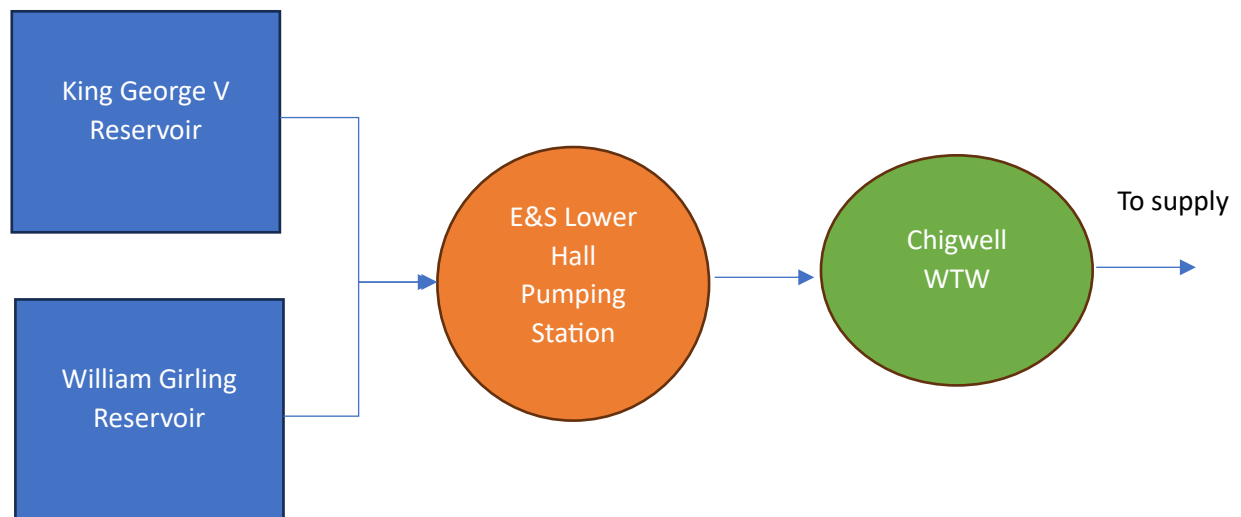 King George V
Reservoir
William Girling
Reservoir
E&S Lower
Hall
Pumping
Station
Chigwell
WTW
To supply